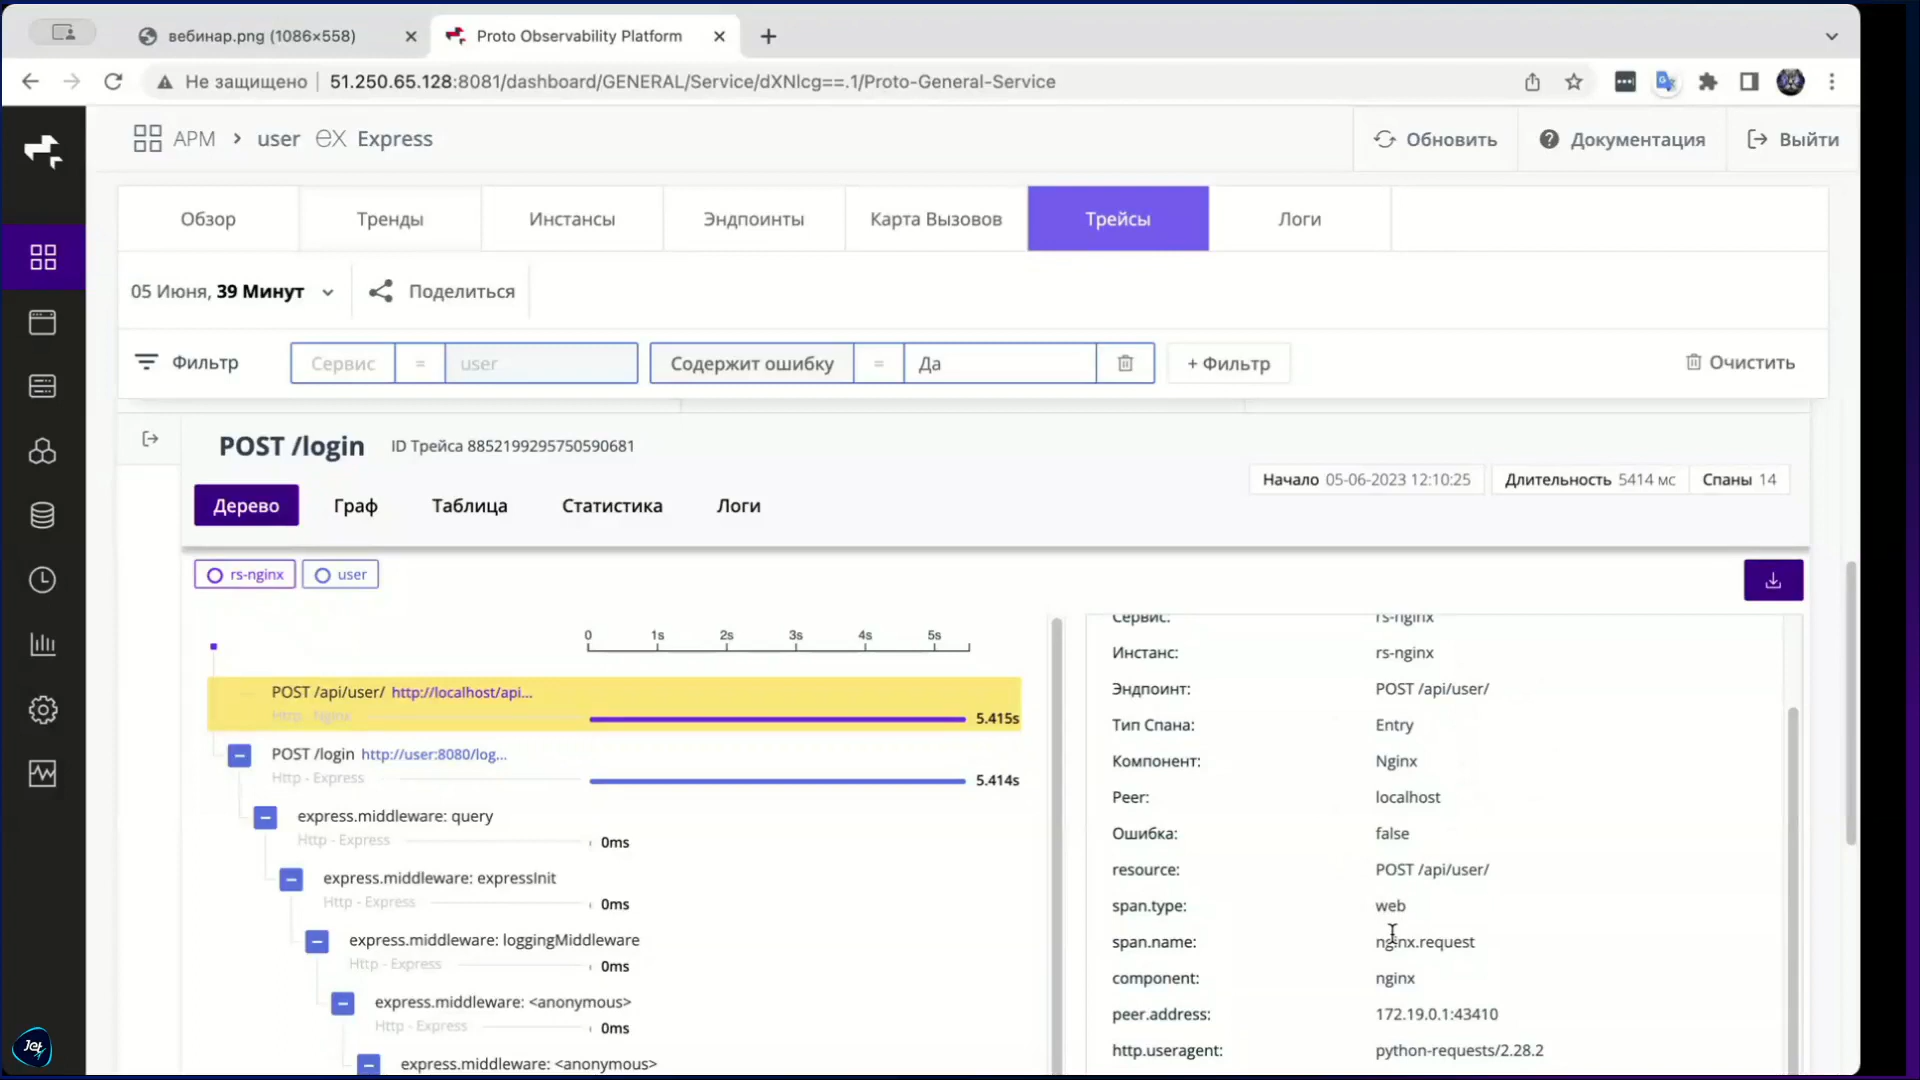 вебинар.png (1086×558)
Proto Observability Platform
Не защищено
51.250.65.128:8081/dashboard/GENERAL/Service/dXNlcg==.1/Proto-General-Service
APM > user ex Express
Обновить
Документация
Выйти
Обзор
Тренды
Инстансы
Эндпоинты
Карта Вызовов
Трейсы
Логи
05 Июня, 39 Минут
Поделиться
Фильтр
Сервис = user
Содержит ошибку = Да
+ Фильтр
Очистить
POST /login
ID Трейса 8852199295750590681
Начало 05-06-2023 12:10:25
Длительность 5414 мс
Спаны 14
Дерево
Граф
Таблица
Статистика
Логи
rs-nginx
user
0 1s 2s 3s 4s 5s
POST /api/user/ http://localhost/api...
Http - Nginx
5.415s
POST /login http://user:8080/log...
Http - Express
5.414s
express.middleware: query
Http - Express
0ms
express.middleware: expressInit
Http - Express
0ms
express.middleware: loggingMiddleware
Http - Express
0ms
express.middleware: <anonymous>
Http - Express
0ms
express.middleware: <anonymous>
Сервис: rs-nginx
Инстанс: rs-nginx
Эндпоинт: POST /api/user/
Тип Спана: Entry
Компонент: Nginx
Peer: localhost
Ошибка: false
resource: POST /api/user/
span.type: web
span.name: nginx.request
component: nginx
peer.address: 172.19.0.1:43410
http.useragent: python-requests/2.28.2
Jet